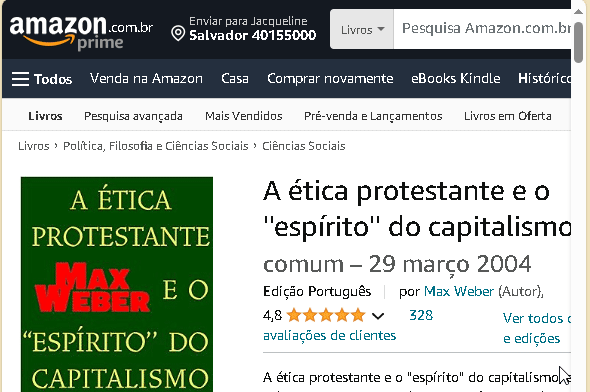 amazon.com.br
prime
Enviar para Jacqueline
Salvador 40155000
Livros
Pesquisa Amazon.com.br
Todos
Venda na Amazon
Casa
Comprar novamente
eBooks Kindle
Histórico
Livros
Pesquisa avançada
Mais Vendidos
Pré-venda e Lançamentos
Livros em Oferta
Livros › Política, Filosofia e Ciências Sociais › Ciências Sociais
A ÉTICA
PROTESTANTE
MAX
WEBER
E O
"ESPÍRITO" DO
CAPITALISMO
A ética protestante e o
"espírito" do capitalismo
comum – 29 março 2004
Edição Português
por Max Weber (Autor),
4,8
328
avaliações de clientes
Ver todos
e edições
A ética protestante e o "espírito" do capitalismo